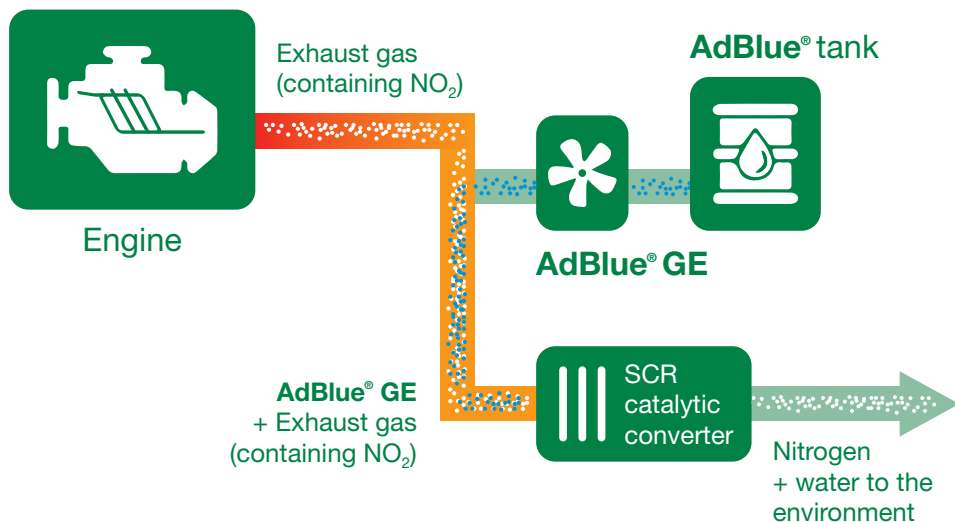 Exhaust gas
(containing NO₂)
AdBlue® tank
Engine
AdBlue® GE
AdBlue® GE
+ Exhaust gas
(containing NO₂)
SCR
catalytic
converter
Nitrogen
+ water to the
environment